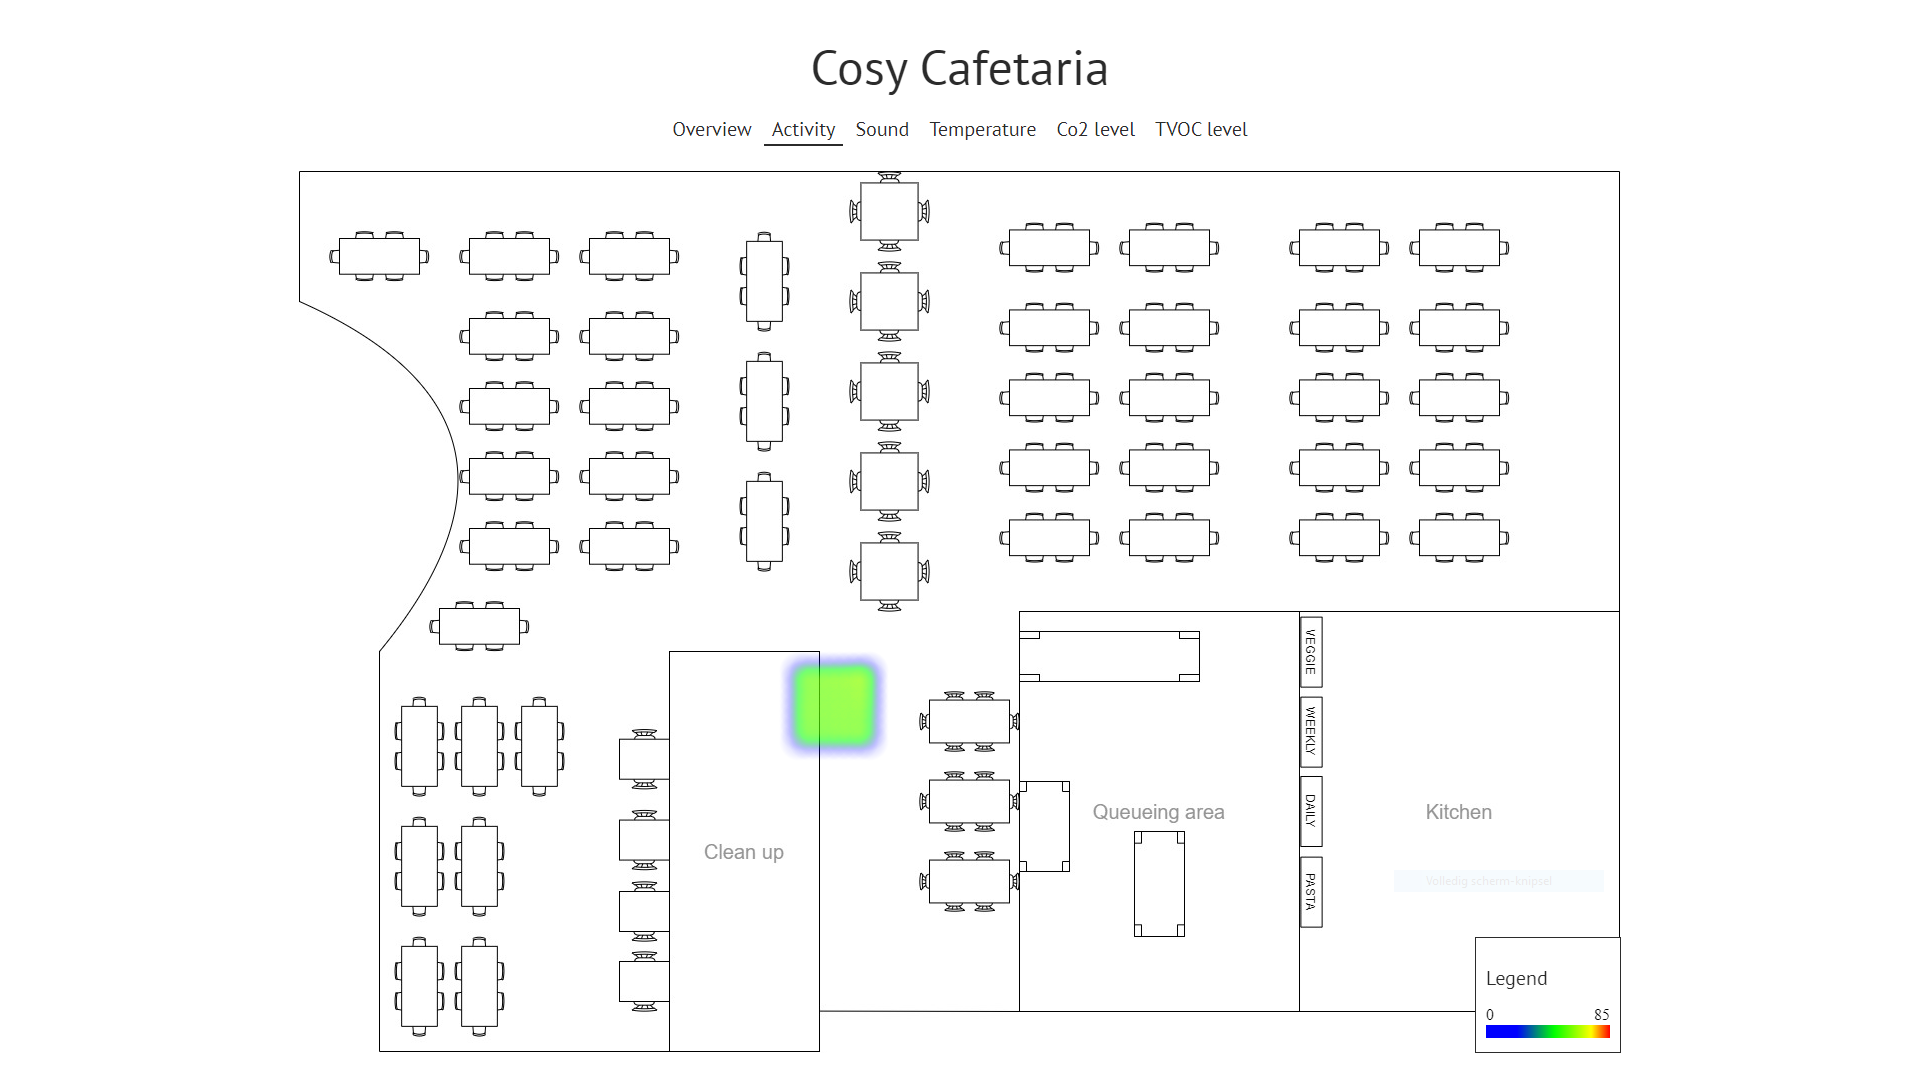 Cosy Cafetaria
Overview Activity Sound Temperature Co2 level TVOC level
VEGGIE
WEEKLY
DAILY
PASTA
Queueing area
Kitchen
Clean up
Volledig scherm-knipsel
Legend
0 85